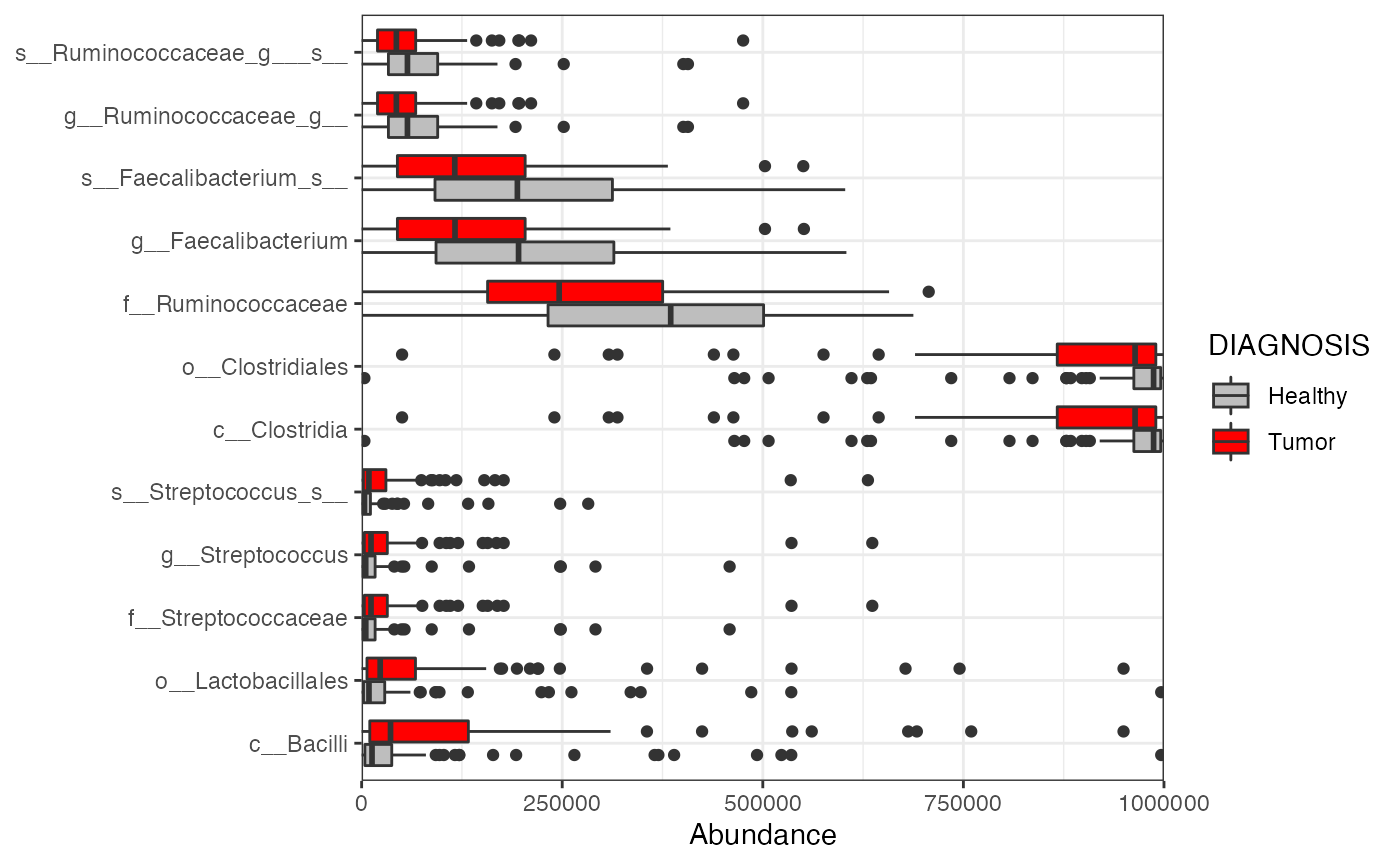 s__Ruminococcaceae_g___s__
g__Ruminococcaceae_g__
s__Faecalibacterium_s__
g__Faecalibacterium
f__Ruminococcaceae
o__Clostridiales
c__Clostridia
s__Streptococcus_s__
g__Streptococcus
f__Streptococcaceae
o__Lactobacillales
c__Bacilli
0 250000 500000 750000 1000000
Abundance
DIAGNOSIS
Healthy
Tumor